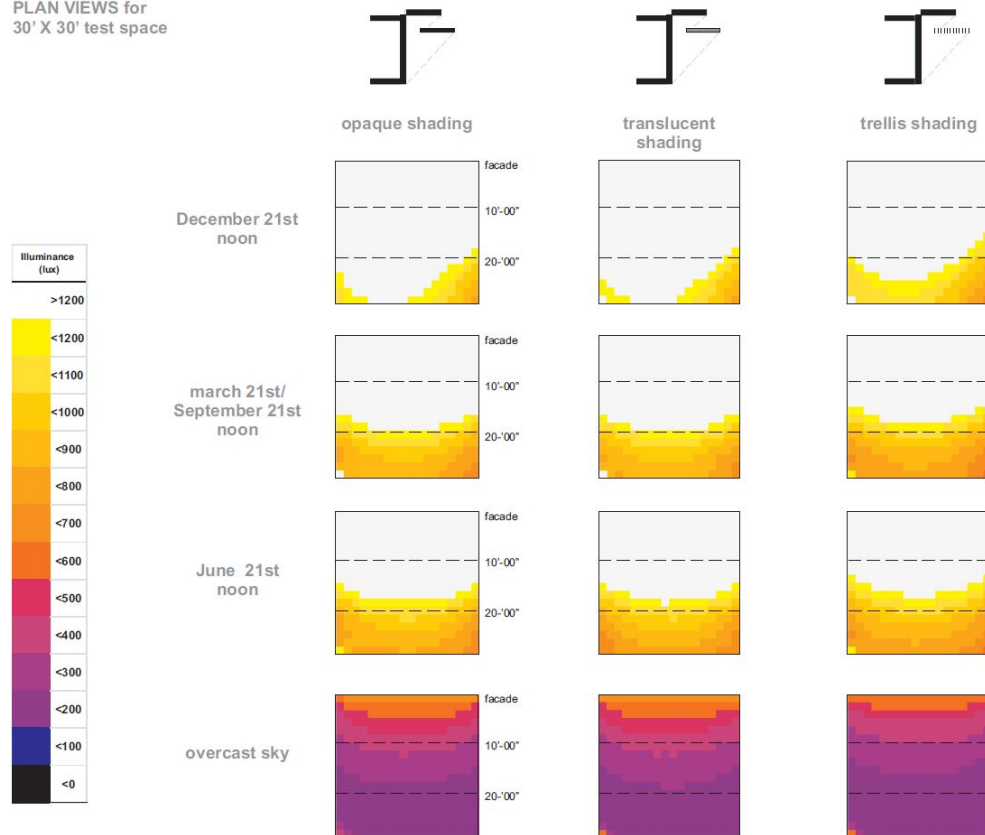 PLAN VIEWS for
30' X 30' test space
opaque shading
translucent
shading
trellis shading
Illuminance
(lux)
>1200
<1200
<1100
<1000
<900
<800
<700
<600
<500
<400
<300
<200
<100
<0
December 21st
noon
facade
10'-00"
20-'00"
march 21st/
September 21st
noon
facade
10'-00"
20-'00"
June 21st
noon
facade
10'-00"
20-'00"
overcast sky
facade
10'-00"
20-'00"